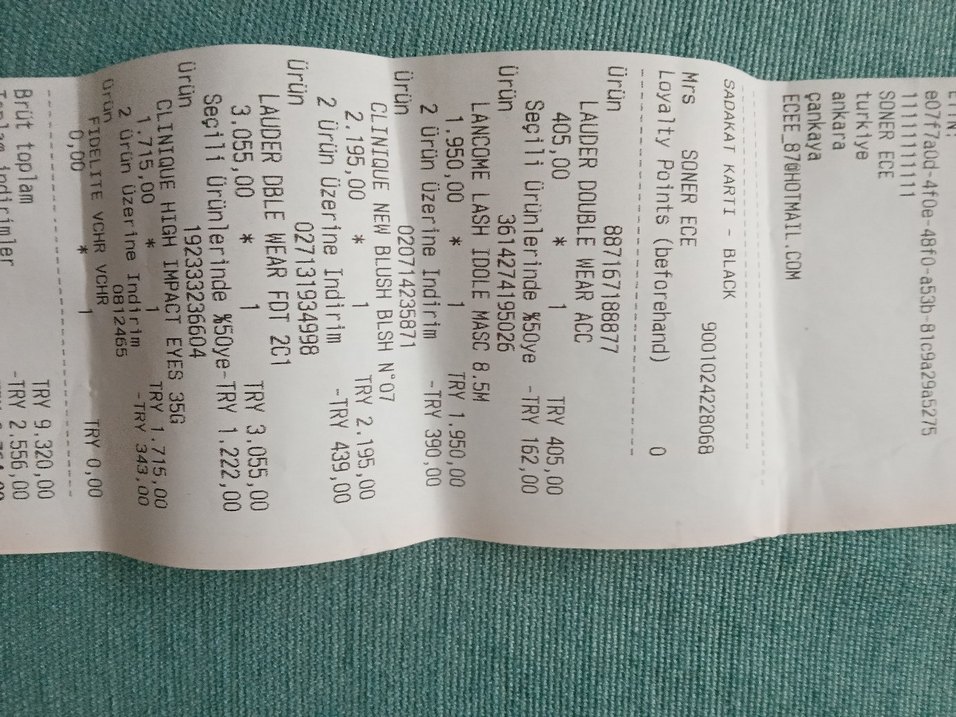 ETTN:
e07f7a0d-4f0e-48f0-a53b-81c9a29a5275
11111111111
SONER ECE
turkıye
ankara
çankaya
ECEE_87@HOTMAIL.COM
SADAKAT KARTI - BLACK
9001024228068
Mrs SONER ECE
Loyalty Points (beforehand) 0
Ürün 887167188877
LAUDER DOUBLE WEAR ACC
405,00 * 1 TRY 405,00
Seçili Ürünlerinde %50ye -TRY 162,00
Ürün 3614274195026
LANCOME LASH IDOLE MASC 8.5M
1.950,00 * 1 TRY 1.950,00
2 Ürün Üzerine Indirim -TRY 390,00
Ürün 020714235871
CLINIQUE NEW BLUSH BLSH N°07
2.195,00 * 1 TRY 2.195,00
2 Ürün Üzerine Indirim -TRY 439,00
Ürün 027131934998
LAUDER DBLE WEAR FDT 2C1
3.055,00 * 1 TRY 3.055,00
Seçili Ürünlerinde %50ye-TRY 1.222,00
Ürün 192333236604
CLINIQUE HIGH IMPACT EYES 35G
1.715,00 * 1 TRY 1.715,00
2 Ürün Üzerine Indirim -TRY 343,00
Ürün 0812465
FIDELITE VCHR VCHR
0,00 * 1 TRY 0,00
Brüt toplam TRY 9.320,00
Toplam indirimler -TRY 2.556,00